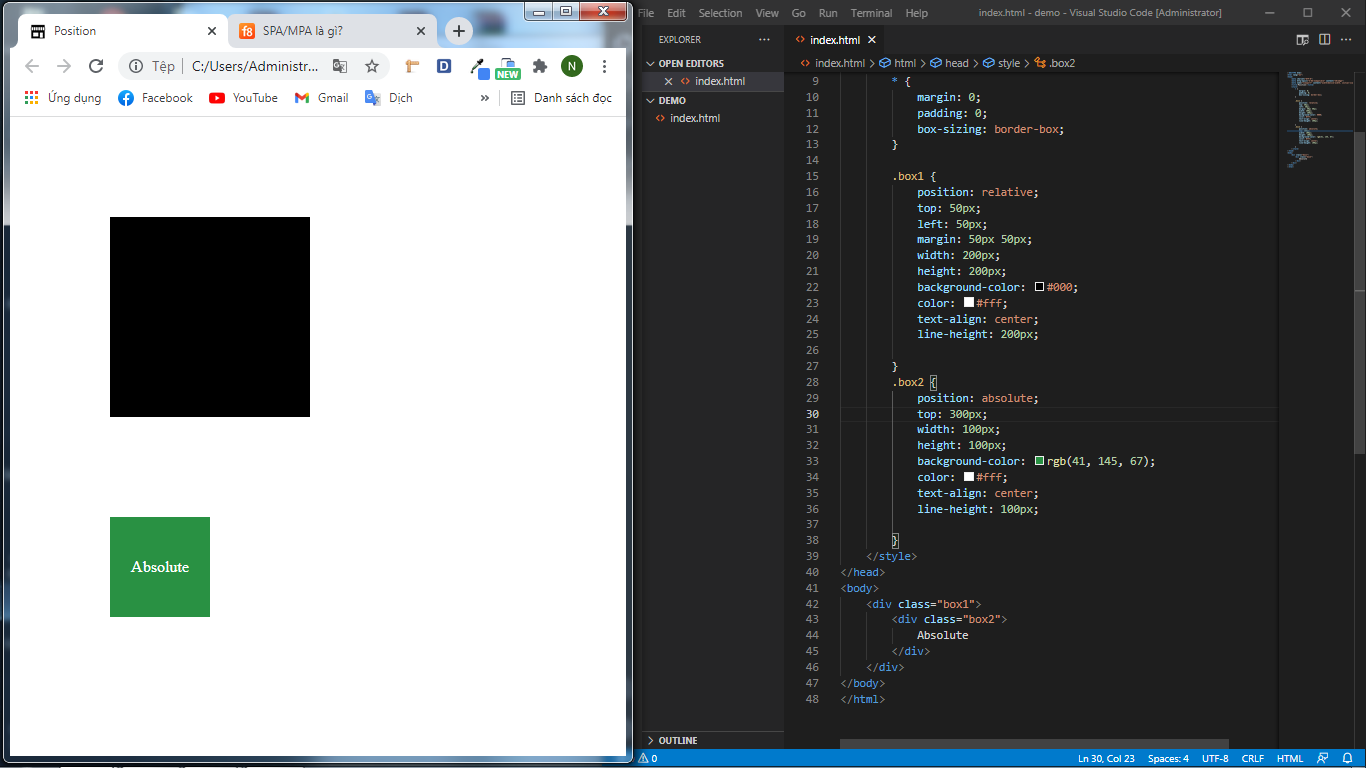 Position
SPA/MPA là gì?
Tệp
C:/Users/Administr...
NEW
N
Ứng dụng
Facebook
YouTube
Gmail
Dịch
»
Danh sách đọc
Absolute
File Edit Selection View Go Run Terminal Help
index.html - demo - Visual Studio Code [Administrator]
EXPLORER
OPEN EDITORS
index.html
DEMO
index.html
OUTLINE
index.html
index.html > html > head > style > .box2
9 * {
10 margin: 0;
11 padding: 0;
12 box-sizing: border-box;
13 }
14
15 .box1 {
16 position: relative;
17 top: 50px;
18 left: 50px;
19 margin: 50px 50px;
20 width: 200px;
21 height: 200px;
22 background-color: #000;
23 color: #fff;
24 text-align: center;
25 line-height: 200px;
26
27 }
28 .box2 {
29 position: absolute;
30 top: 300px;
31 width: 100px;
32 height: 100px;
33 background-color: rgb(41, 145, 67);
34 color: #fff;
35 text-align: center;
36 line-height: 100px;
37
38 }
39 </style>
40 </head>
41 <body>
42 <div class="box1">
43 <div class="box2">
44 Absolute
45 </div>
46 </div>
47 </body>
48 </html>
0
Ln 30, Col 23
Spaces: 4
UTF-8
CRLF
HTML